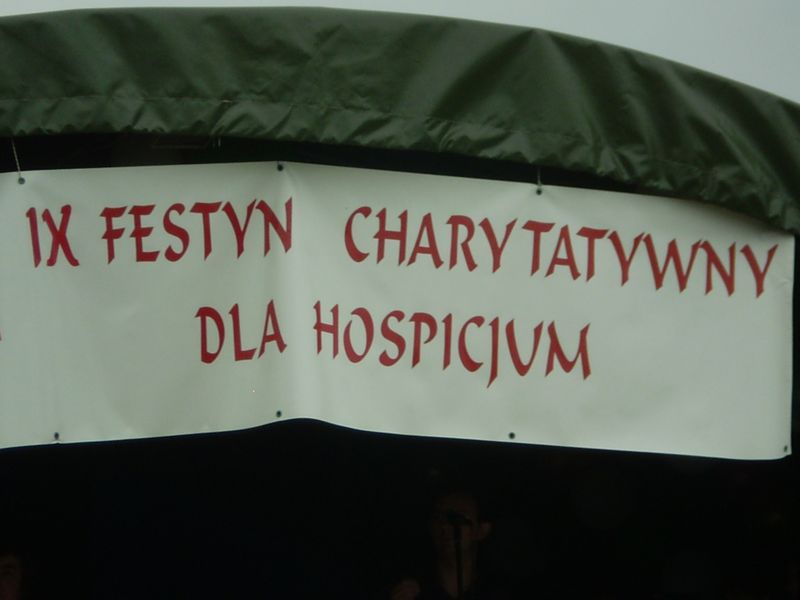 IX FESTYN CHARYTATYWNY
DLA HOSPICJUM